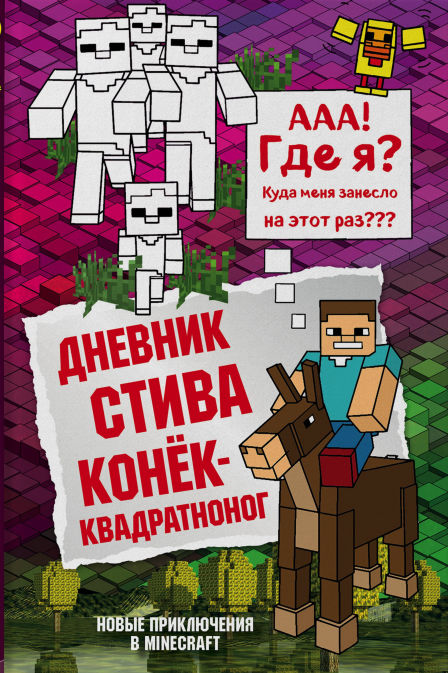 ААА!
Где я?
Куда меня занесло
на этот раз???
ДНЕВНИК
СТИВА
КОНЁК-
КВАДРАТНОНОГ
НОВЫЕ ПРИКЛЮЧЕНИЯ
В MINECRAFT